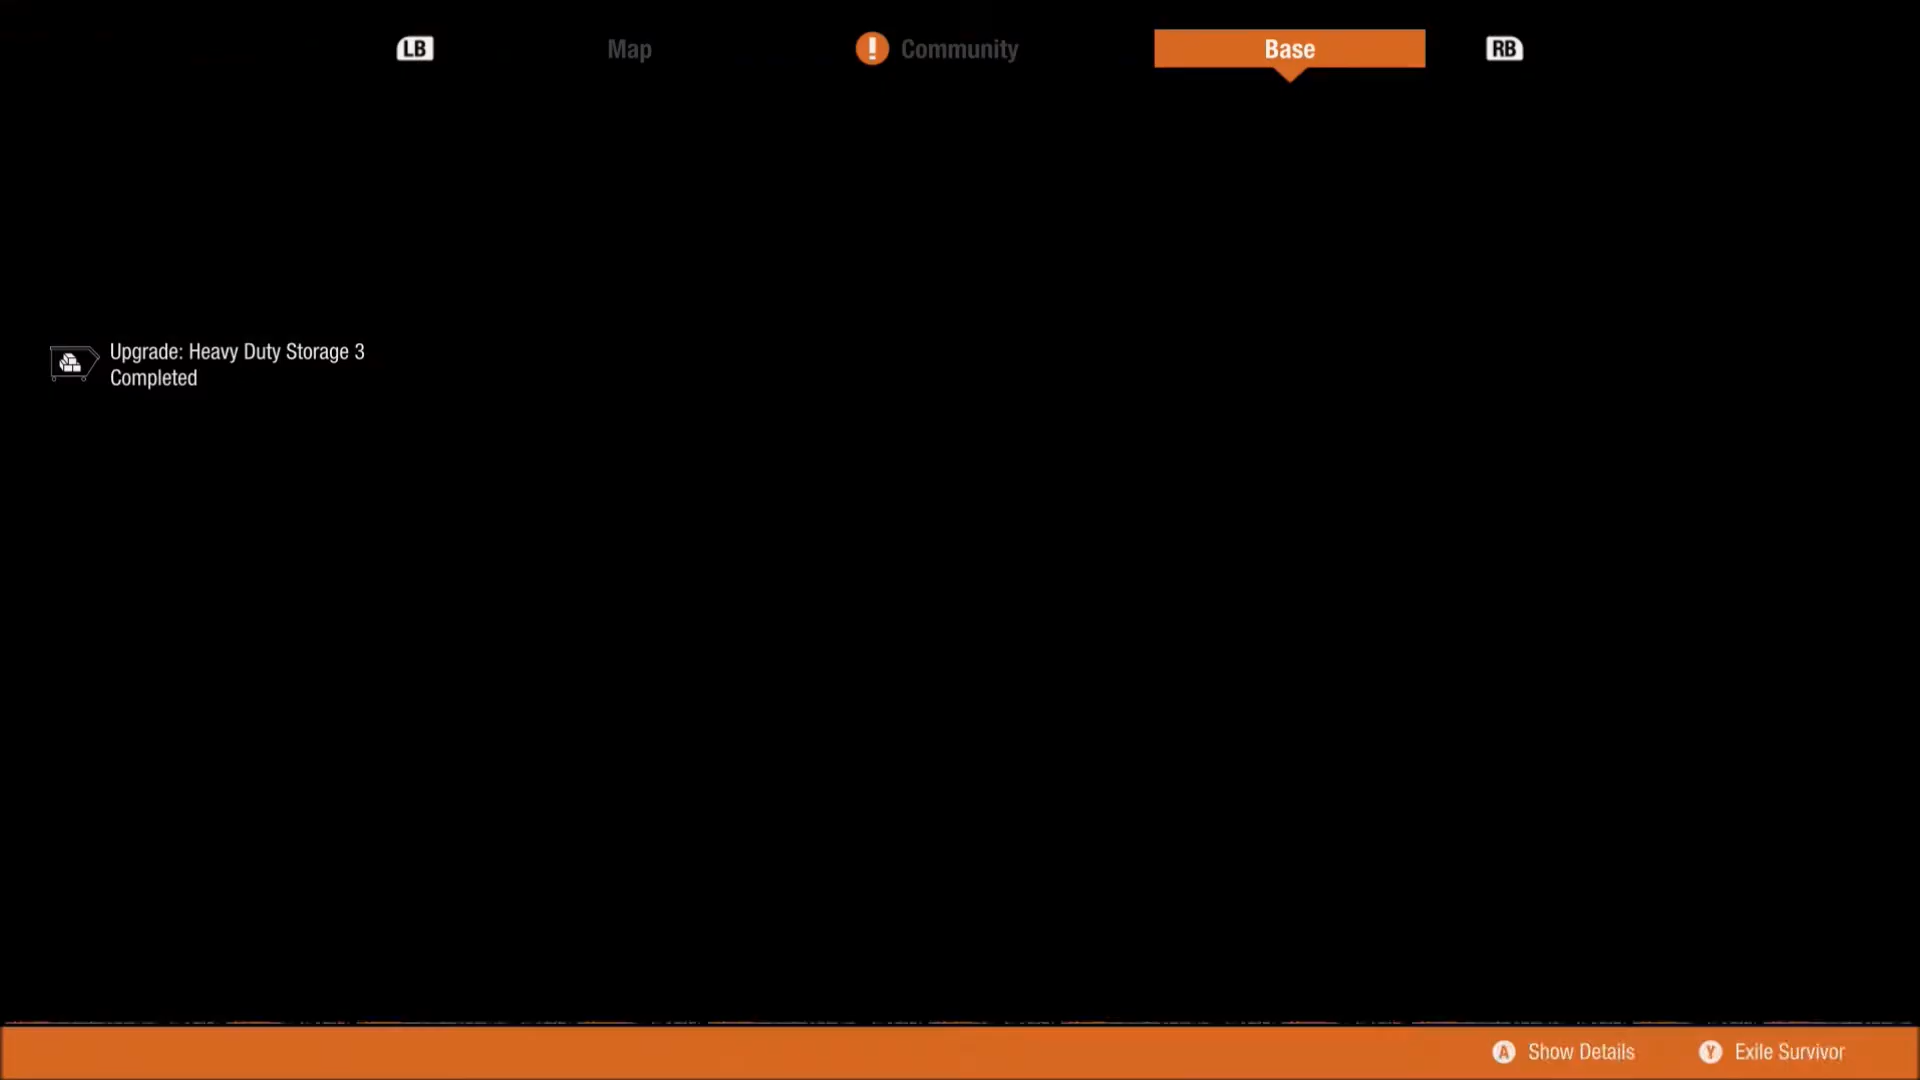 LB Map ! Community Base RB
Upgrade: Heavy Duty Storage 3
Completed
A Show Details Y Exile Survivor